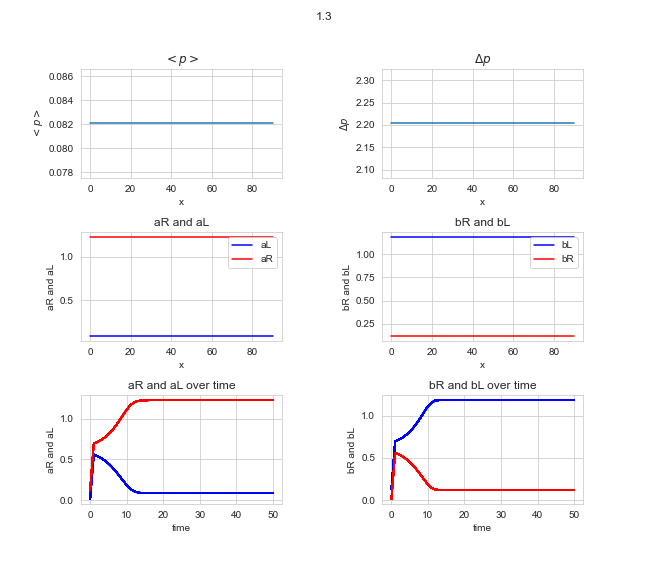 1.3
< p >
Δp
0.086
0.084
0.082
0.080
0.078
< p >
0 20 40 60 80
x
2.30
2.25
2.20
2.15
2.10
Δp
0 20 40 60 80
x
aR and aL
bR and bL
1.0
0.5
aR and aL
aL
aR
0 20 40 60 80
x
1.00
0.75
0.50
0.25
bR and bL
bL
bR
0 20 40 60 80
x
aR and aL over time
bR and bL over time
1.0
0.5
0.0
aR and aL
0 10 20 30 40 50
time
1.0
0.5
0.0
bR and bL
0 10 20 30 40 50
time